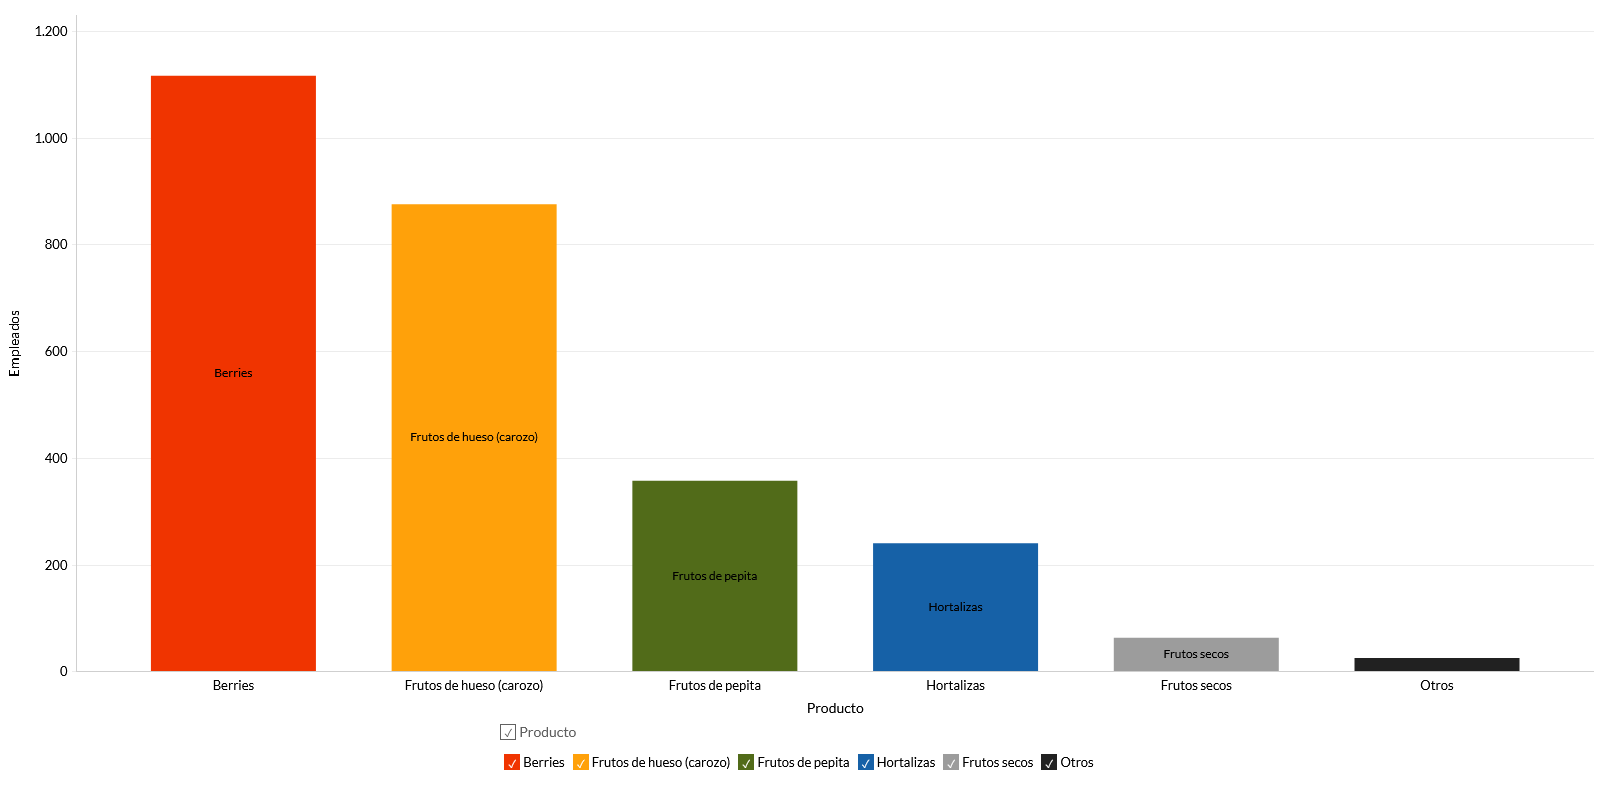 1.200
1.000
800
600
400
200
0
Empleados
Berries
Frutos de hueso (carozo)
Frutos de pepita
Hortalizas
Frutos secos
Berries
Frutos de hueso (carozo)
Frutos de pepita
Hortalizas
Frutos secos
Otros
Producto
Producto
Berries Frutos de hueso (carozo) Frutos de pepita Hortalizas Frutos secos Otros